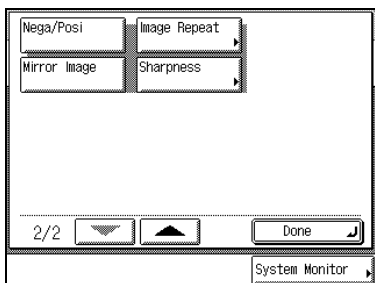 Nega/Posi Image Repeat
Mirror Image Sharpness
2/2 Done
System Monitor